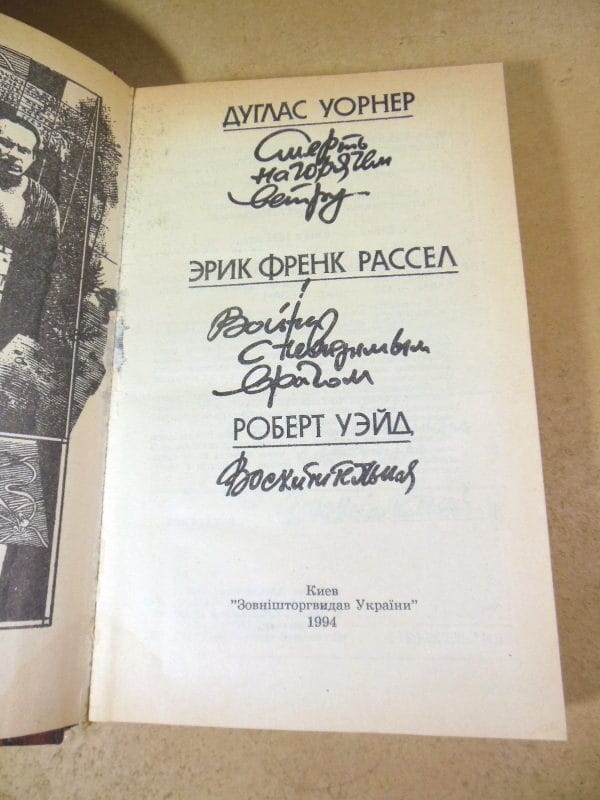 ДУГЛАС УОРНЕР
Смерть
на горячем
ветру
ЭРИК ФРЕНК РАССЕЛ
Война
с невидимым
врагом
РОБЕРТ УЭЙД
Восхитительная
Киев
"Зовнішторгвидав України"
1994